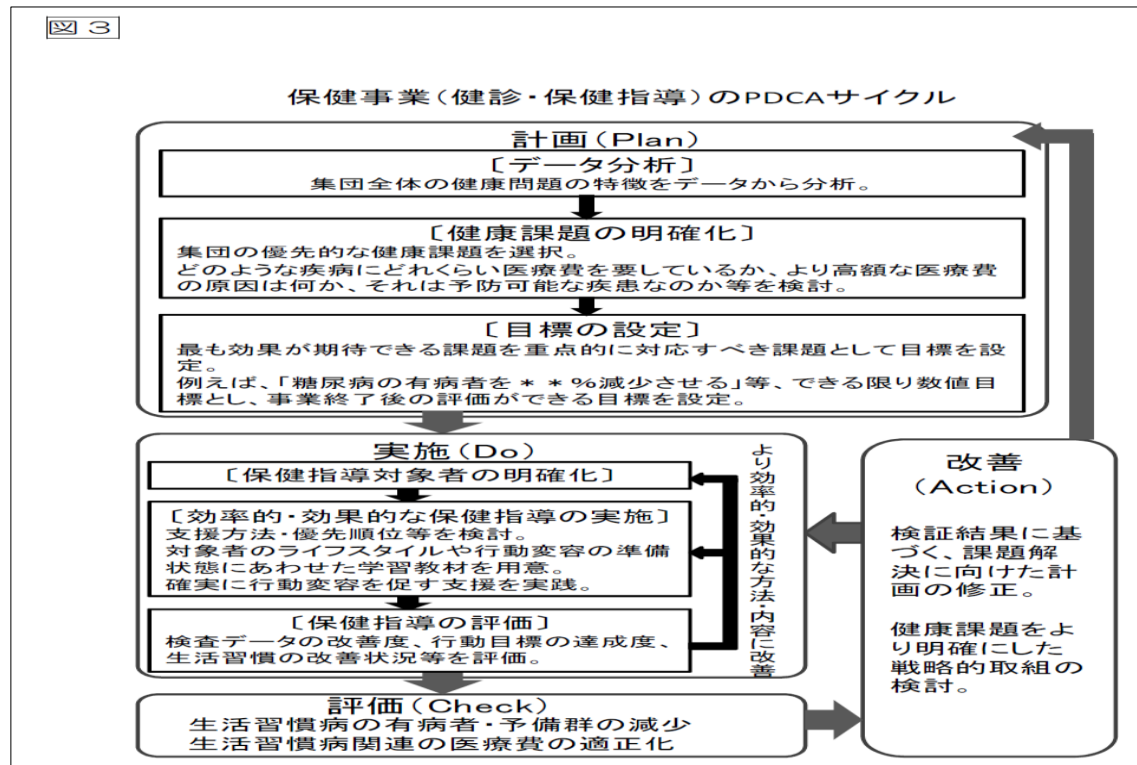 図3
保健事業(健診・保健指導)のPDCAサイクル
計画(Plan)
〔データ分析〕
集団全体の健康問題の特徴をデータから分析。
〔健康課題の明確化〕
集団の優先的な健康課題を選択。
どのような疾病にどれくらい医療費を要しているか、より高額な医療費
の原因は何か、それは予防可能な疾患なのか等を検討。
〔目標の設定〕
最も効果が期待できる課題を重点的に対応すべき課題として目標を設
定。
例えば、「糖尿病の有病者を**%減少させる」等、できる限り数値目
標とし、事業終了後の評価ができる目標を設定。
実施(Do)
〔保健指導対象者の明確化〕
〔効率的・効果的な保健指導の実施〕
支援方法・優先順位等を検討。
対象者のライフスタイルや行動変容の準備
状態にあわせた学習教材を用意。
確実に行動変容を促す支援を実践。
〔保健指導の評価〕
検査データの改善度、行動目標の達成度、
生活習慣の改善状況等を評価。
より効率的・効果的な方法・内容に改善
評価(Check)
生活習慣病の有病者・予備群の減少
生活習慣病関連の医療費の適正化
改善
(Action)
検証結果に基
づく、課題解
決に向けた計
画の修正。
健康課題をよ
り明確にした
戦略的取組の
検討。